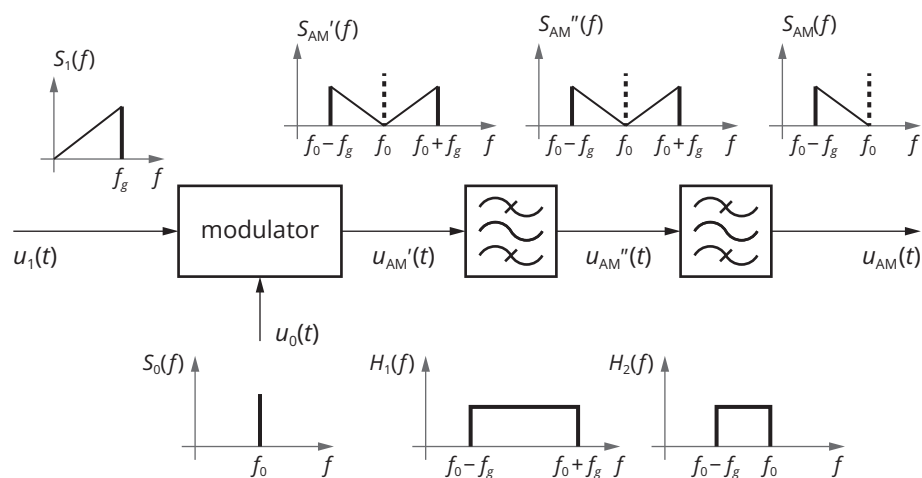 S_AM′(f) S_AM″(f) S_AM(f)
S_1(f)
f_0 – f_g f_0 f_0 + f_g f f_0 – f_g f_0 f_0 + f_g f f_0 – f_g f_0 f
f_g f
modulator
u_1(t) u_AM′(t) u_AM″(t) u_AM(t)
u_0(t)
S_0(f) H_1(f) H_2(f)
f_0 f f_0 – f_g f_0 + f_g f f_0 – f_g f_0 f